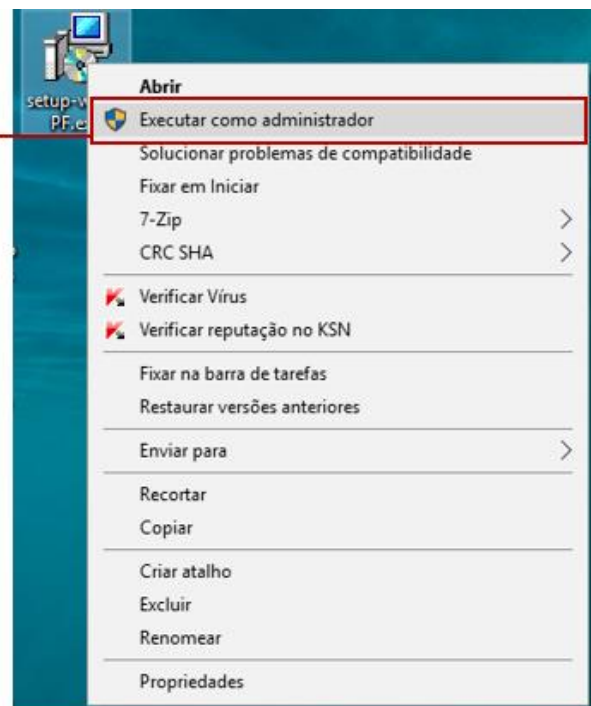 setup-w
PF.e
Abrir
Executar como administrador
Solucionar problemas de compatibilidade
Fixar em Iniciar
7-Zip
CRC SHA
Verificar Vírus
Verificar reputação no KSN
Fixar na barra de tarefas
Restaurar versões anteriores
Enviar para
Recortar
Copiar
Criar atalho
Excluir
Renomear
Propriedades